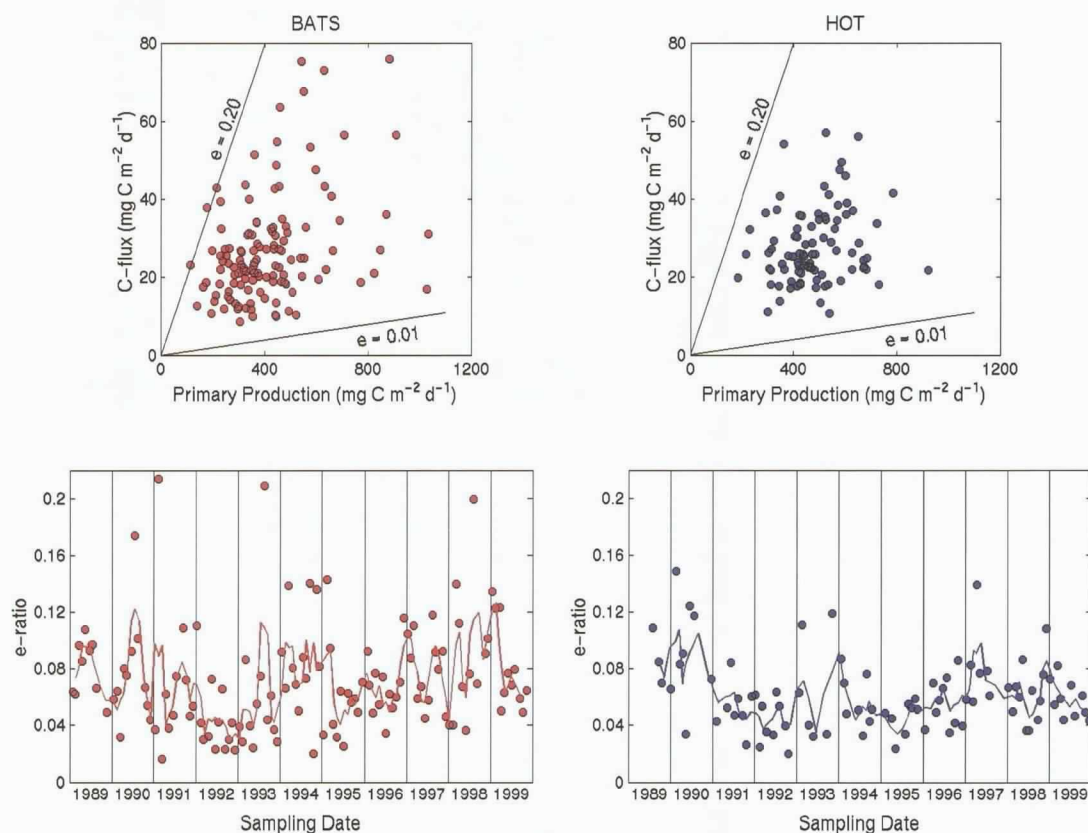 BATS
80
60
40
20
0
C-flux (mg C m⁻² d⁻¹)
e = 0.20
e = 0.01
0 400 800 1200
Primary Production (mg C m⁻² d⁻¹)
HOT
80
60
40
20
0
C-flux (mg C m⁻² d⁻¹)
e = 0.20
e = 0.01
0 400 800 1200
Primary Production (mg C m⁻² d⁻¹)
0.2
0.16
0.12
0.08
0.04
0
e-ratio
1989 1990 1991 1992 1993 1994 1995 1996 1997 1998 1999
Sampling Date
0.2
0.16
0.12
0.08
0.04
0
e-ratio
1989 1990 1991 1992 1993 1994 1995 1996 1997 1998 1999
Sampling Date